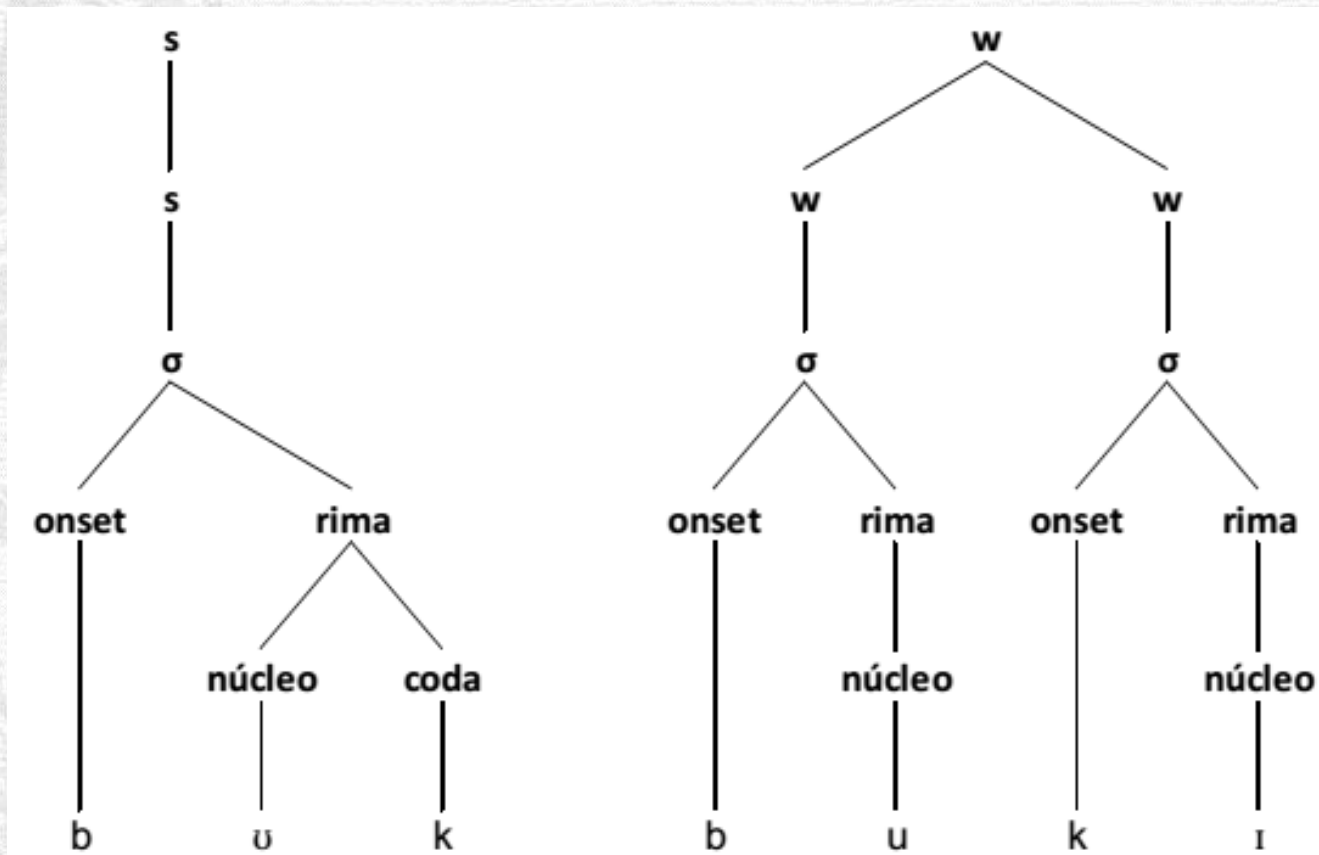 s w
s w w
σ σ σ
onset rima onset rima onset rima
núcleo coda núcleo núcleo
b ʊ k b u k ɪ